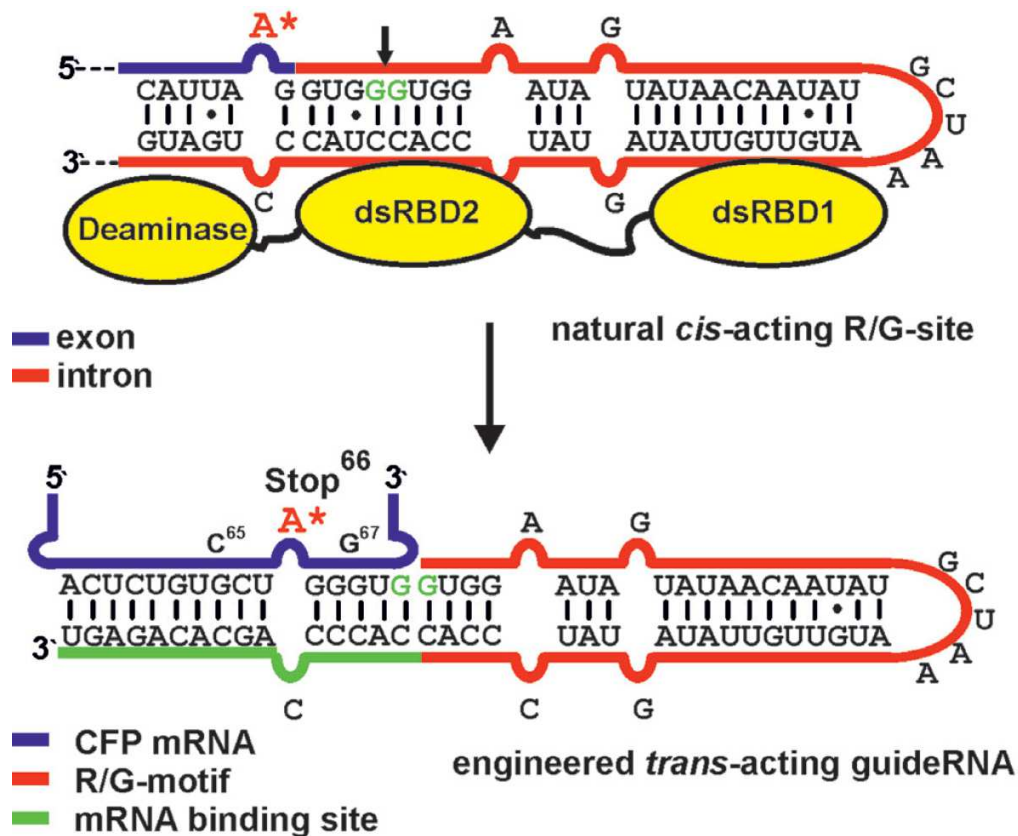 A* A G
5`
CAUUA G GUGGGUGG AUA UAUAACAAUAU
GUAGU C CAUCCACC UAU AUAUUGUUGUA
3`
G
C
U
A
A
C G
Deaminase dsRBD2 dsRBD1
natural cis-acting R/G-site
exon
intron
5` Stop66 3`
A* A G
C65 G67
ACUCUGUGCU GGGUGGUGG AUA UAUAACAAUAU
UGAGACACGA CCCACCACC UAU AUAUUGUUGUA
3`
G
C
U
A
A
C C G
CFP mRNA
R/G-motif
mRNA binding site
engineered trans-acting guideRNA